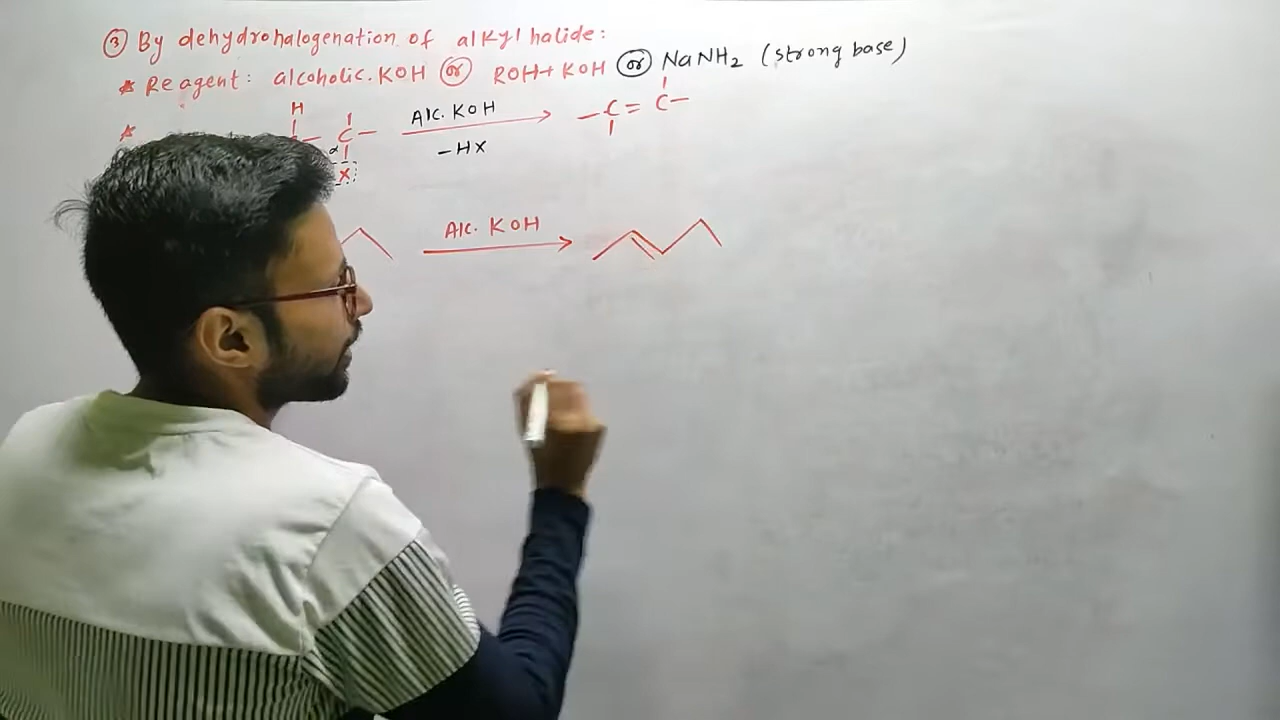 ③ By dehydrohalogenation of alkyl halide:
* Reagent: alcoholic.KOH or ROH+KOH or NaNH2 (strong base)
H
* C– Alc. KOH –C= C–
α –HX
X
Alc. KOH